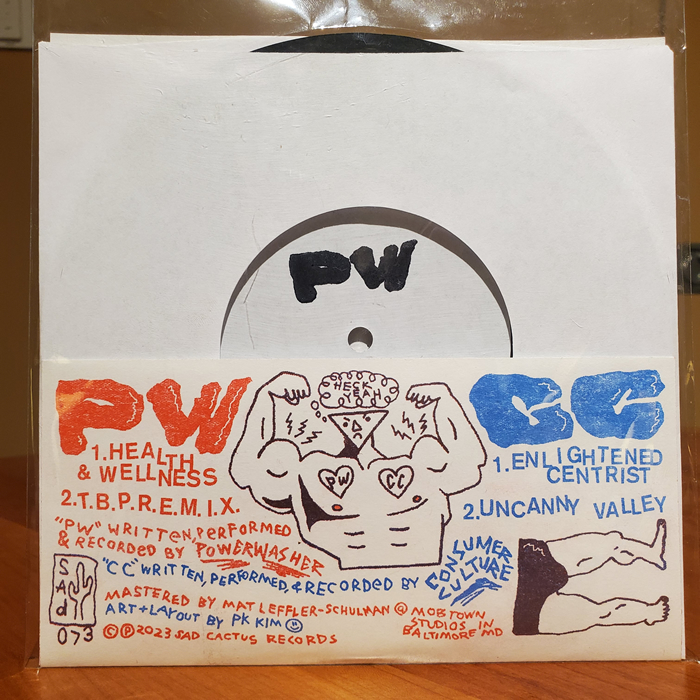 PW
HECK
YEAH
PW
1. HEALTH
& WELLNESS
2. T.B.P. R.E.M.I.X.
PW CC
CC
1. ENLIGHTENED
CENTRIST
2. UNCANNY VALLEY
"PW" WRITTEN, PERFORMED
& RECORDED BY POWERWASHER
"CC" WRITTEN, PERFORMED, & RECORDED BY CONSUMER
CULTURE
MASTERED BY MAT LEFFLER-SCHULMAN @ MOBTOWN
STUDIOS IN
BALTIMORE MD
ART + LAYOUT BY PK KIM
SAd
073
© ℗ 2023 SAD CACTUS RECORDS